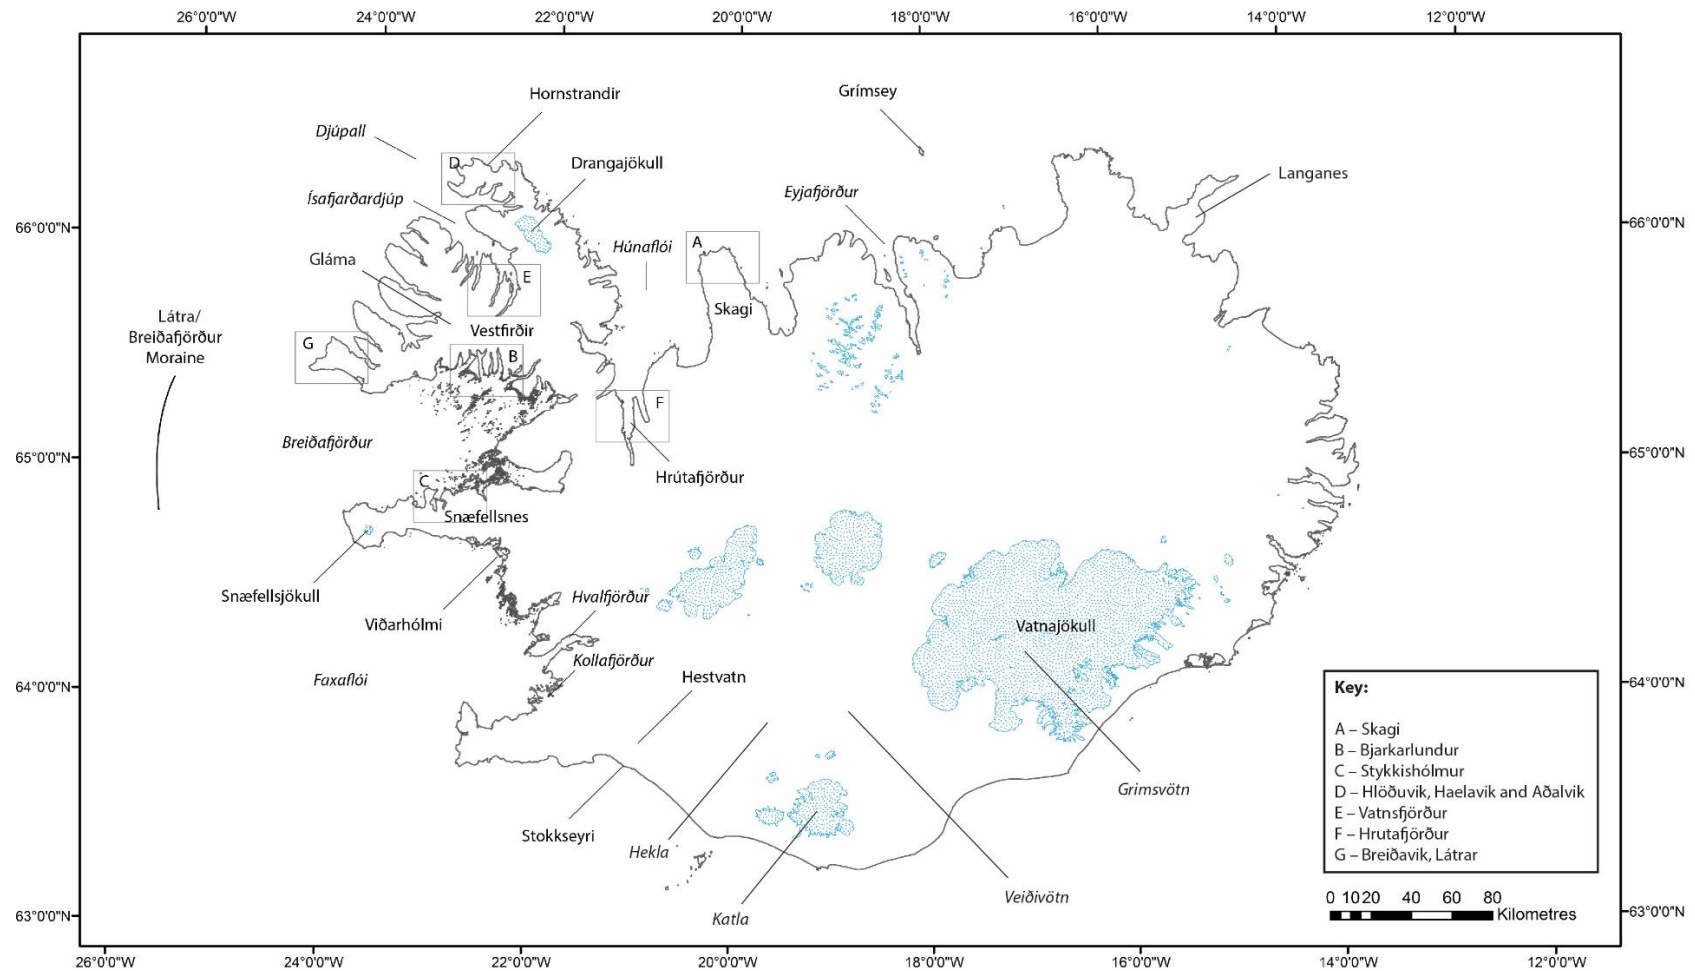 26°0'0"W 24°0'0"W 22°0'0"W 20°0'0"W 18°0'0"W 16°0'0"W 14°0'0"W 12°0'0"W
Hornstrandir
Grímsey
Djúpall
D
Drangajökull
Langanes
Ísafjarðardjúp
Eyjafjörður
66°0'0"N
66°0'0"N
Húnaflói
A
Gláma
E
Skagi
Látra/
Breiðafjörður
Moraine
Vestfirðir
G
B
F
Breiðafjörður
65°0'0"N
65°0'0"N
Hrútafjörður
C
Snæfellsnes
Snæfellsjökull
Hvalfjörður
Viðarhólmi
Vatnajökull
Kollafjörður
Faxaflói
Hestvatn
64°0'0"N
64°0'0"N
Key:
A – Skagi
B – Bjarkarlundur
C – Stykkishólmur
D – Hlöðuvik, Haelavik and Aðalvik
E – Vatnsfjörður
F – Hrutafjörður
G – Breiðavik, Látrar
Grimsvötn
Stokkseyri
Hekla
Veiðivötn
Katla
0 10 20 40 60 80
Kilometres
63°0'0"N
63°0'0"N
26°0'0"W 24°0'0"W 22°0'0"W 20°0'0"W 18°0'0"W 16°0'0"W 14°0'0"W 12°0'0"W